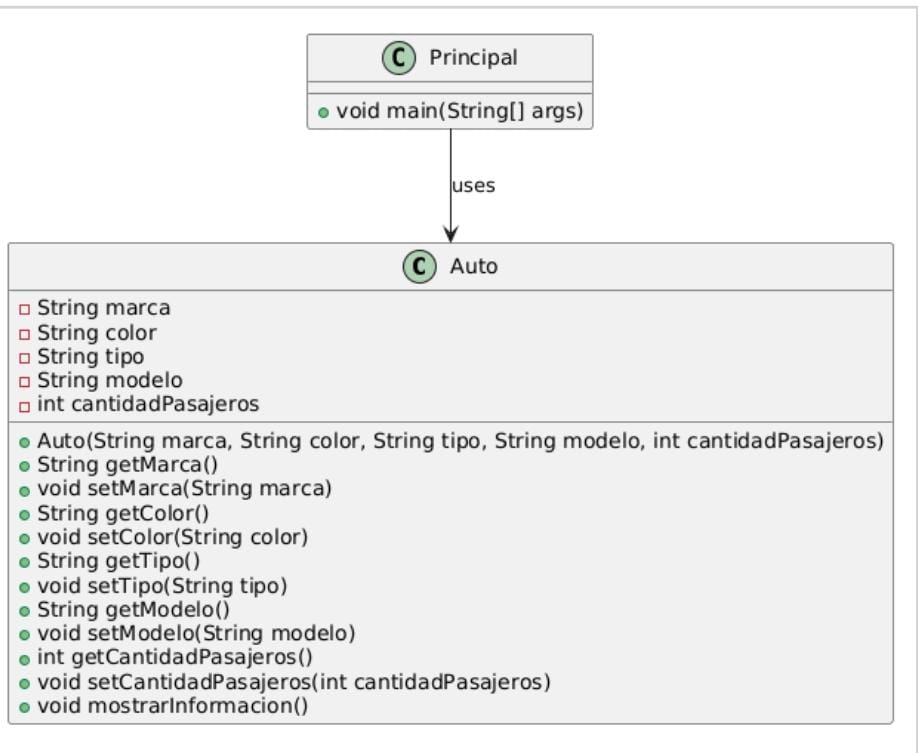 C Principal
void main(String[] args)
uses
C Auto
String marca
String color
String tipo
String modelo
int cantidadPasajeros
Auto(String marca, String color, String tipo, String modelo, int cantidadPasajeros)
String getMarca()
void setMarca(String marca)
String getColor()
void setColor(String color)
String getTipo()
void setTipo(String tipo)
String getModelo()
void setModelo(String modelo)
int getCantidadPasajeros()
void setCantidadPasajeros(int cantidadPasajeros)
void mostrarInformacion()